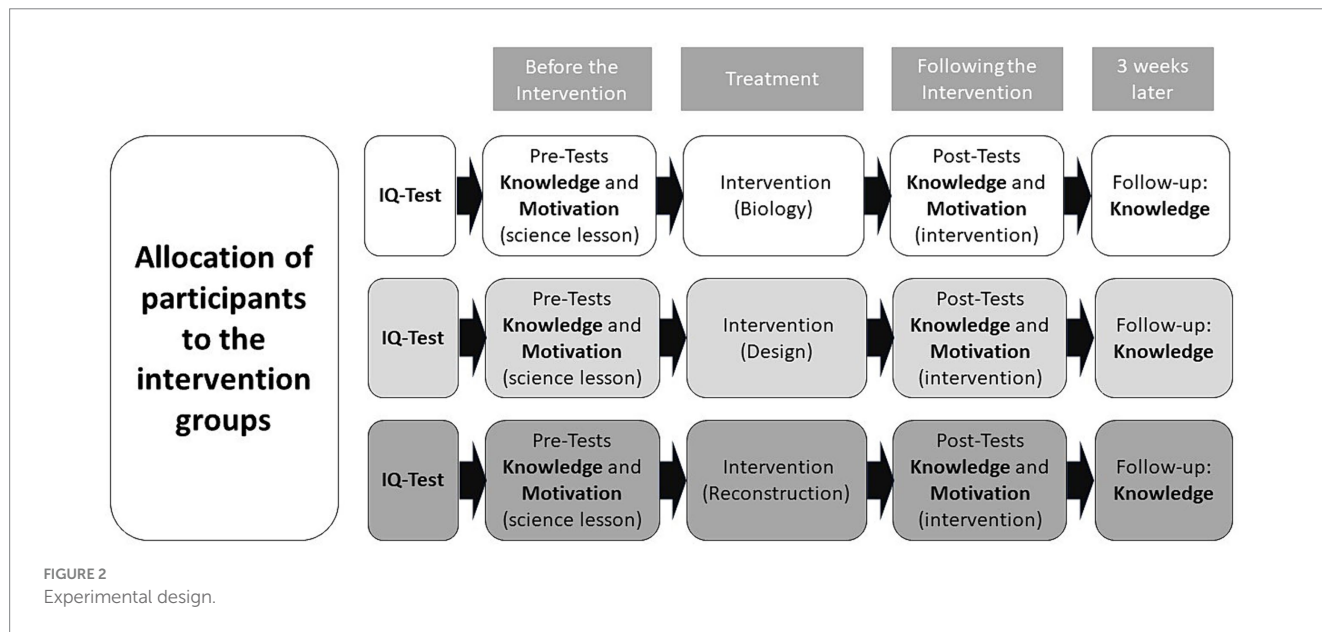 Before the
Intervention
Treatment
Following the
Intervention
3 weeks
later
Allocation of
participants
to the
intervention
groups
IQ-Test
Pre-Tests
Knowledge and
Motivation
(science lesson)
Intervention
(Biology)
Post-Tests
Knowledge and
Motivation
(intervention)
Follow-up:
Knowledge
IQ-Test
Pre-Tests
Knowledge and
Motivation
(science lesson)
Intervention
(Design)
Post-Tests
Knowledge and
Motivation
(intervention)
Follow-up:
Knowledge
IQ-Test
Pre-Tests
Knowledge and
Motivation
(science lesson)
Intervention
(Reconstruction)
Post-Tests
Knowledge and
Motivation
(intervention)
Follow-up:
Knowledge
FIGURE 2
Experimental design.